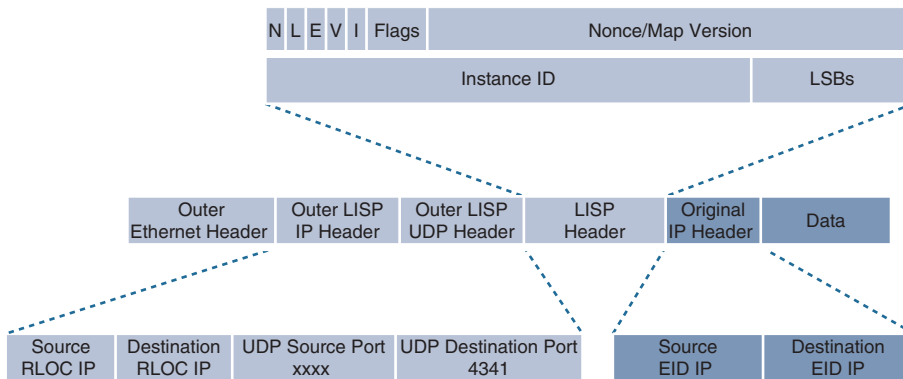 N L E V I Flags Nonce/Map Version
Instance ID LSBs
Outer
Ethernet Header
Outer LISP
IP Header
Outer LISP
UDP Header
LISP
Header
Original
IP Header
Data
Source
RLOC IP
Destination
RLOC IP
UDP Source Port
xxxx
UDP Destination Port
4341
Source
EID IP
Destination
EID IP